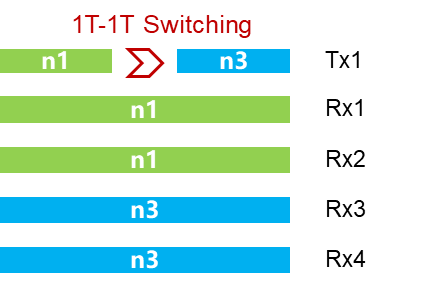 1T-1T Switching
n1 n3 Tx1
n1 Rx1
n1 Rx2
n3 Rx3
n3 Rx4